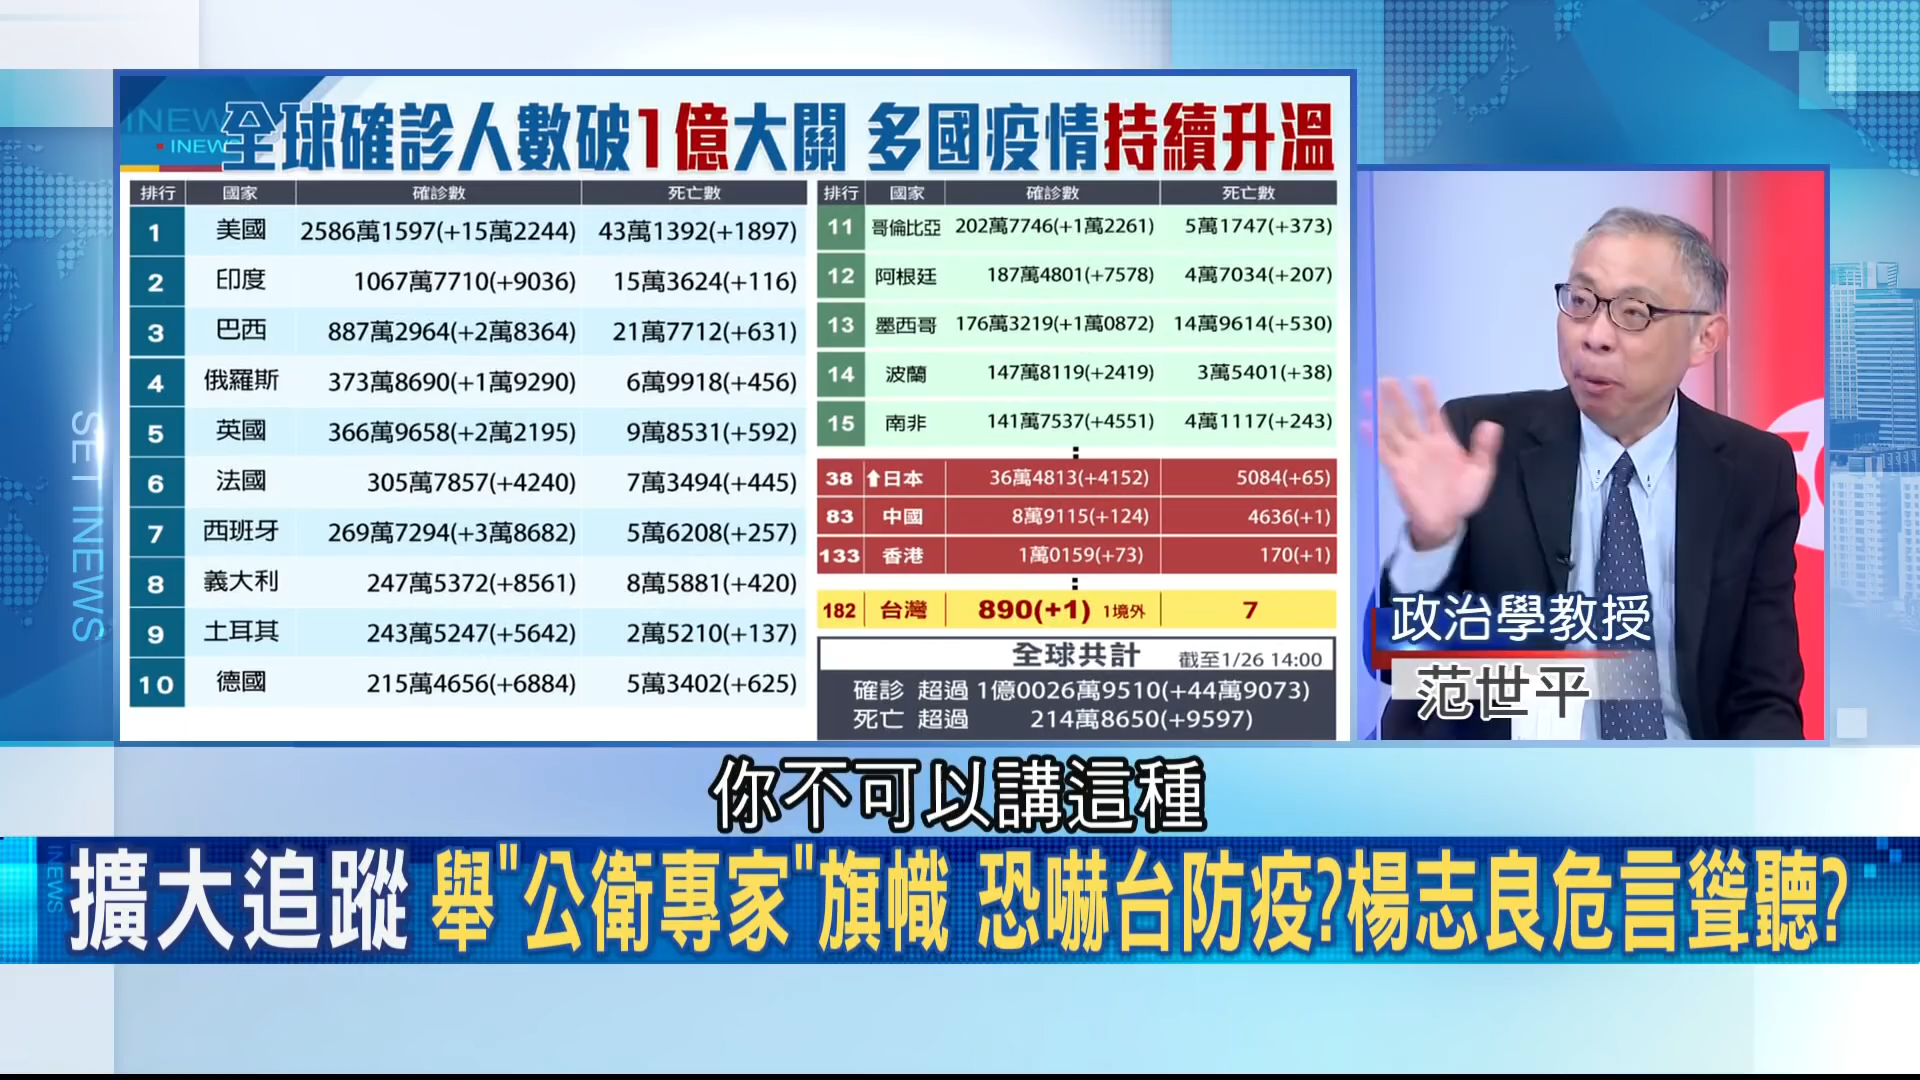 INEWS
INEWS
全球確診人數破1億大關 多國疫情持續升溫
排行 國家 確診數 死亡數
1 美國 2586萬1597(+15萬2244) 43萬1392(+1897)
2 印度 1067萬7710(+9036) 15萬3624(+116)
3 巴西 887萬2964(+2萬8364) 21萬7712(+631)
4 俄羅斯 373萬8690(+1萬9290) 6萬9918(+456)
5 英國 366萬9658(+2萬2195) 9萬8531(+592)
6 法國 305萬7857(+4240) 7萬3494(+445)
7 西班牙 269萬7294(+3萬8682) 5萬6208(+257)
8 義大利 247萬5372(+8561) 8萬5881(+420)
9 土耳其 243萬5247(+5642) 2萬5210(+137)
10 德國 215萬4656(+6884) 5萬3402(+625)
排行 國家 確診數 死亡數
11 哥倫比亞 202萬7746(+1萬2261) 5萬1747(+373)
12 阿根廷 187萬4801(+7578) 4萬7034(+207)
13 墨西哥 176萬3219(+1萬0872) 14萬9614(+530)
14 波蘭 147萬8119(+2419) 3萬5401(+38)
15 南非 141萬7537(+4551) 4萬1117(+243)
38 ⬆日本 36萬4813(+4152) 5084(+65)
83 中國 8萬9115(+124) 4636(+1)
133 香港 1萬0159(+73) 170(+1)
182 台灣 890(+1) 1境外 7
全球共計 截至1/26 14:00
確診 超過 1億0026萬9510(+44萬9073)
死亡 超過 214萬8650(+9597)
SET INEWS
政治學教授
范世平
你不可以講這種
INEWS
擴大追蹤 舉"公衛專家"旗幟 恐嚇台防疫?楊志良危言聳聽?